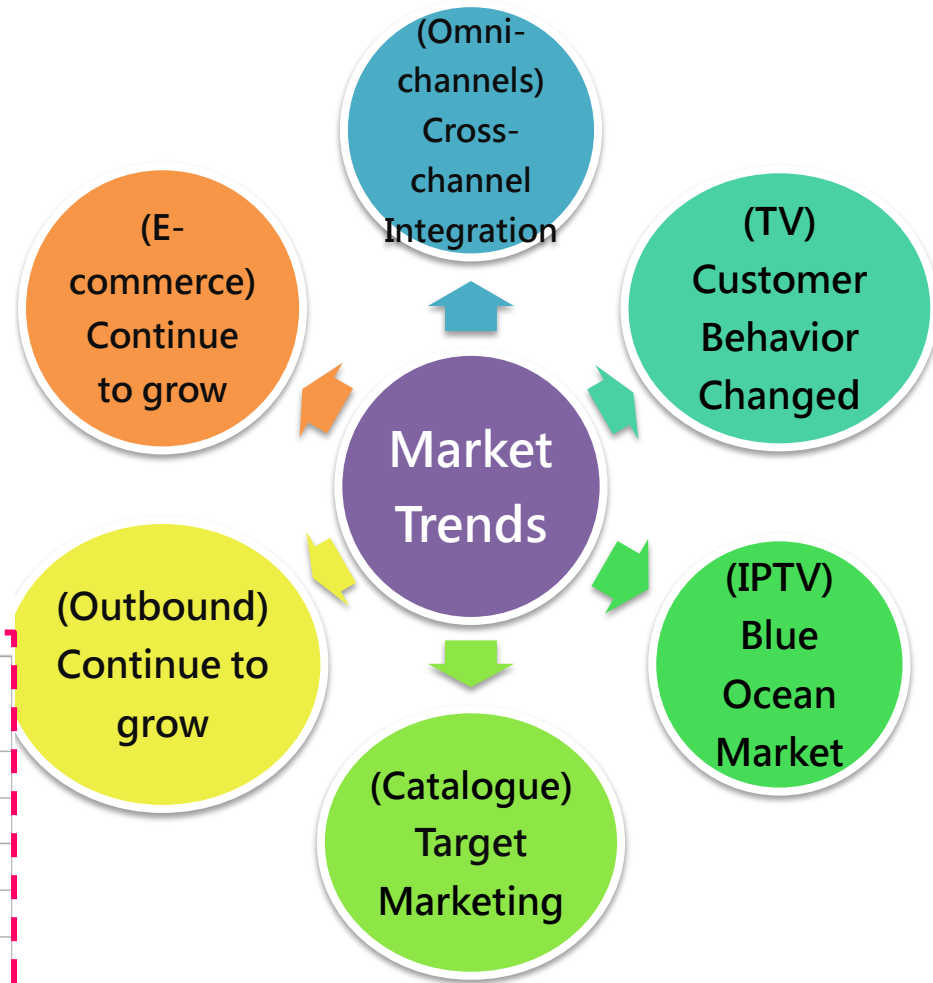 (Omni-
channels)
Cross-
channel
Integration
(TV)
Customer
Behavior
Changed
(IPTV)
Blue
Ocean
Market
(Catalogue)
Target
Marketing
(Outbound)
Continue to
grow
(E-
commerce)
Continue
to grow
Market
Trends